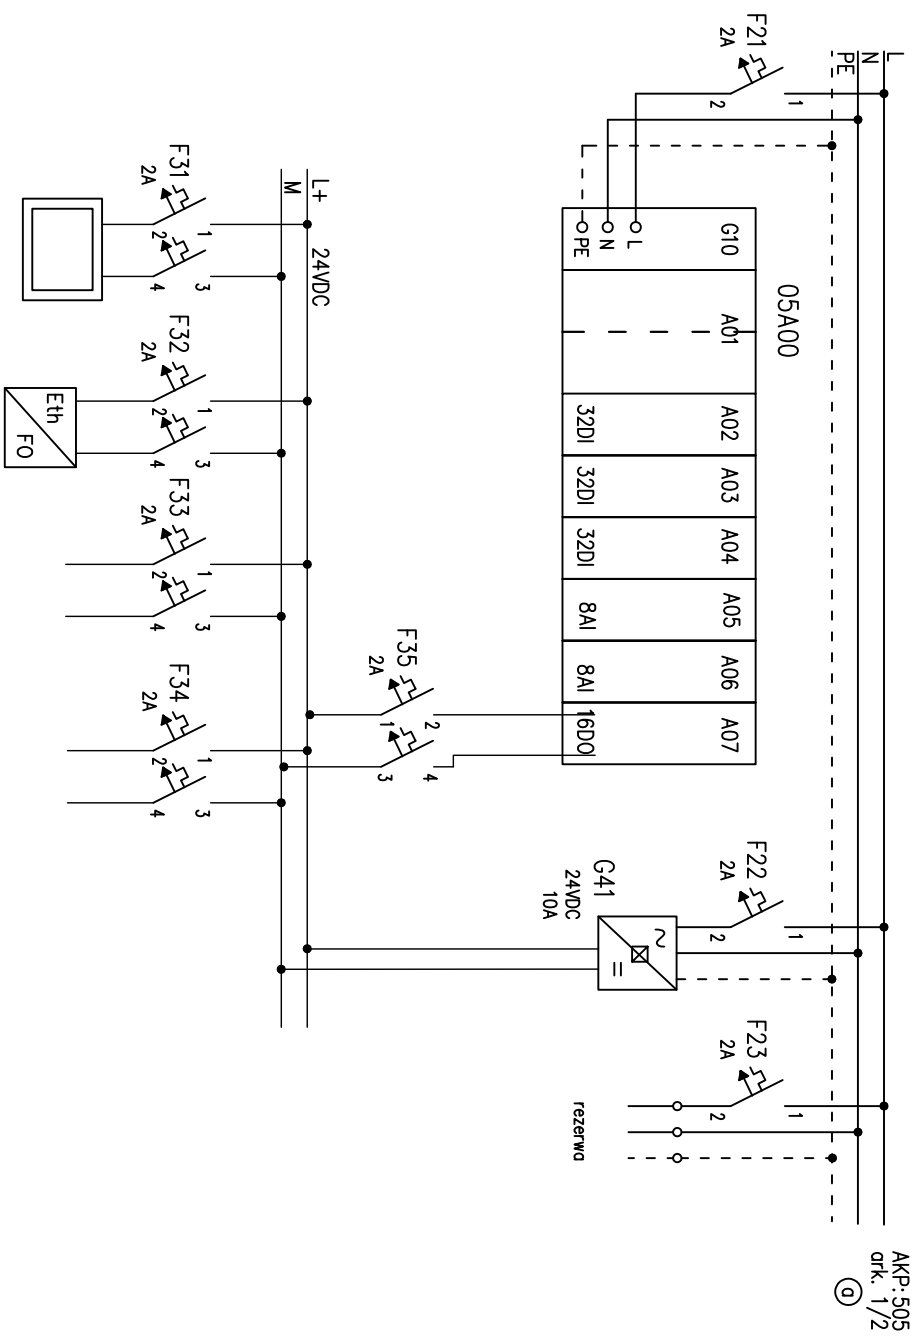 L
N
PE
AKP: 505
ark. 1/2
a
F21
2A
1
2
F22
2A
1
2
F23
2A
1
2
rezerwa
05A00
G10
A01
A02
A03
A04
A05
A06
A07
L
N
PE
32DI
32DI
32DI
8AI
8AI
16DO
G41
24VDC
10A
~
=
F35
2A
2
1
4
3
L+
M
24VDC
F31
2A
1
2
3
4
F32
2A
1
2
3
4
F33
2A
1
2
3
4
F34
2A
1
2
3
4
Eth
FO